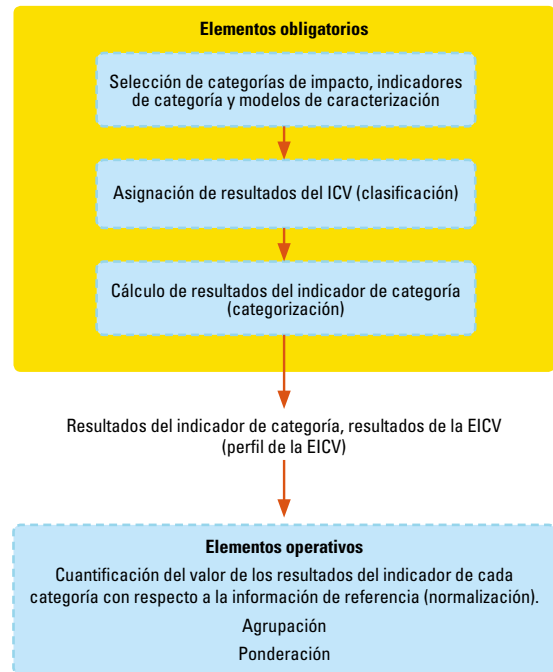 Elementos obligatorios
Selección de categorías de impacto, indicadores
de categoría y modelos de caracterización
Asignación de resultados del ICV (clasificación)
Cálculo de resultados del indicador de categoría
(categorización)
Resultados del indicador de categoría, resultados de la EICV
(perfil de la EICV)
Elementos operativos
Cuantificación del valor de los resultados del indicador de cada
categoría con respecto a la información de referencia (normalización).
Agrupación
Ponderación